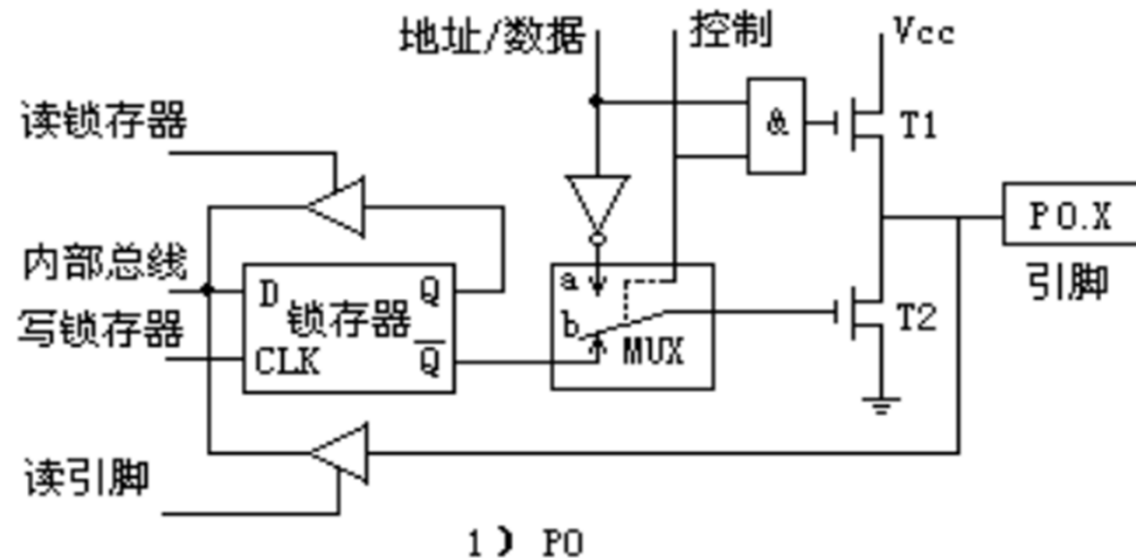 地址/数据
控制
Vcc
读锁存器
&
T1
P0.X
引脚
内部总线
写锁存器
D
Q
锁存器
CLK
Q̅
a
b
MUX
T2
读引脚
1） P0